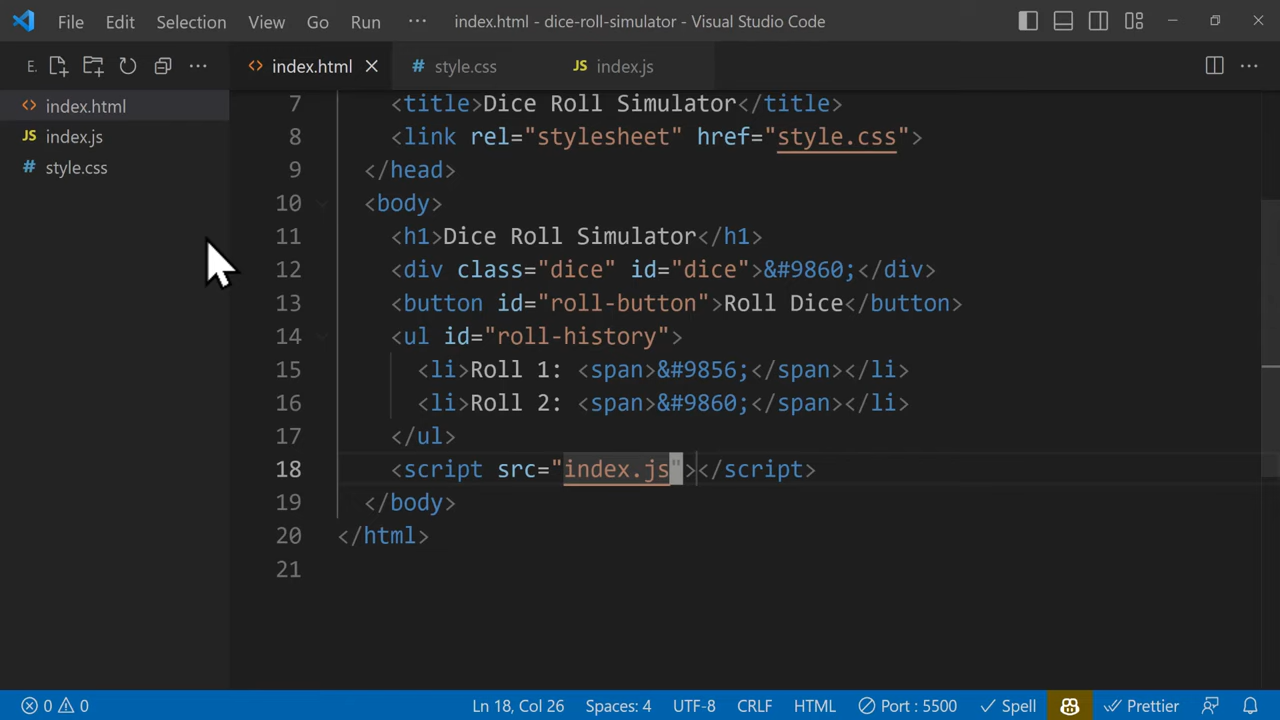 File Edit Selection View Go Run ··· index.html - dice-roll-simulator - Visual Studio Code
E. ··· <> index.html × # style.css JS index.js ···
<> index.html
JS index.js
# style.css
7 <title>Dice Roll Simulator</title>
8 <link rel="stylesheet" href="style.css">
9 </head>
10 <body>
11 <h1>Dice Roll Simulator</h1>
12 <div class="dice" id="dice">&#9860;</div>
13 <button id="roll-button">Roll Dice</button>
14 <ul id="roll-history">
15 <li>Roll 1: <span>&#9856;</span></li>
16 <li>Roll 2: <span>&#9860;</span></li>
17 </ul>
18 <script src="index.js"></script>
19 </body>
20 </html>
21
0 0 Ln 18, Col 26 Spaces: 4 UTF-8 CRLF HTML Port : 5500 Spell Prettier